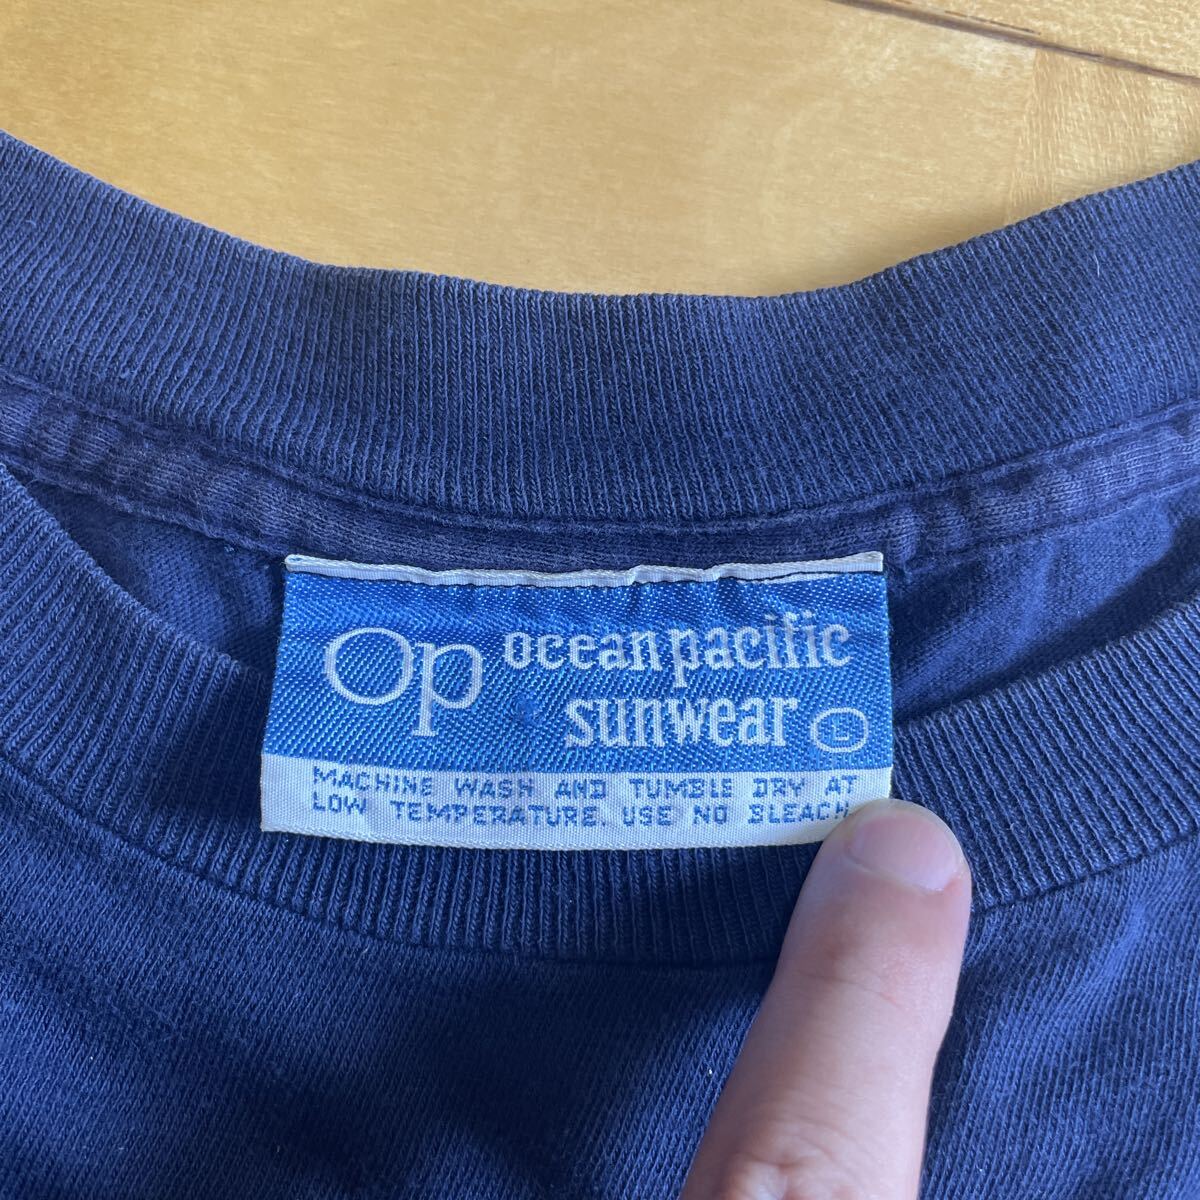 Op ocean pacific
sunwear L
MACHINE WASH AND TUMBLE DRY AT
LOW TEMPERATURE. USE NO BLEACH